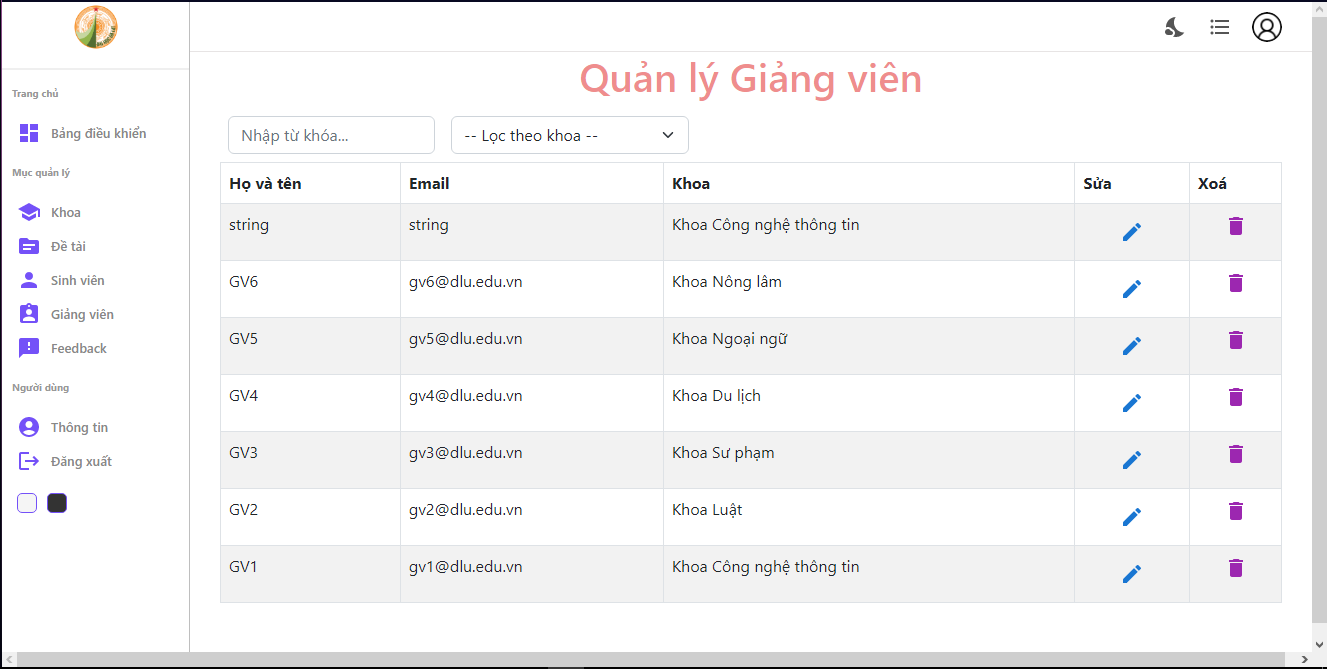 Trang chủ
Bảng điều khiển
Mục quản lý
Khoa
Đề tài
Sinh viên
Giảng viên
Feedback
Người dùng
Thông tin
Đăng xuất
Quản lý Giảng viên
Nhập từ khóa...
-- Lọc theo khoa --
Họ và tên Email Khoa Sửa Xoá
string string Khoa Công nghệ thông tin
GV6 gv6@dlu.edu.vn Khoa Nông lâm
GV5 gv5@dlu.edu.vn Khoa Ngoại ngữ
GV4 gv4@dlu.edu.vn Khoa Du lịch
GV3 gv3@dlu.edu.vn Khoa Sư phạm
GV2 gv2@dlu.edu.vn Khoa Luật
GV1 gv1@dlu.edu.vn Khoa Công nghệ thông tin